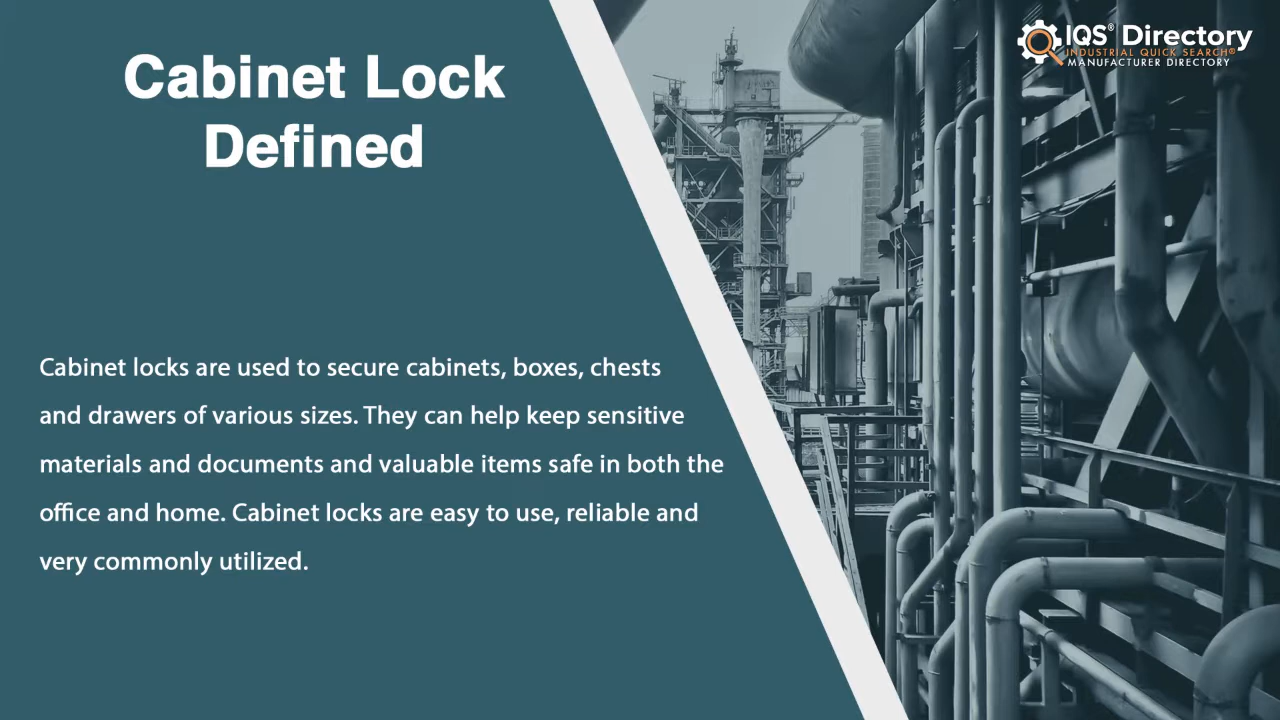 Cabinet Lock
Defined
IQS® Directory
INDUSTRIAL QUICK SEARCH®
MANUFACTURER DIRECTORY
Cabinet locks are used to secure cabinets, boxes, chests
and drawers of various sizes. They can help keep sensitive
materials and documents and valuable items safe in both the
office and home. Cabinet locks are easy to use, reliable and
very commonly utilized.